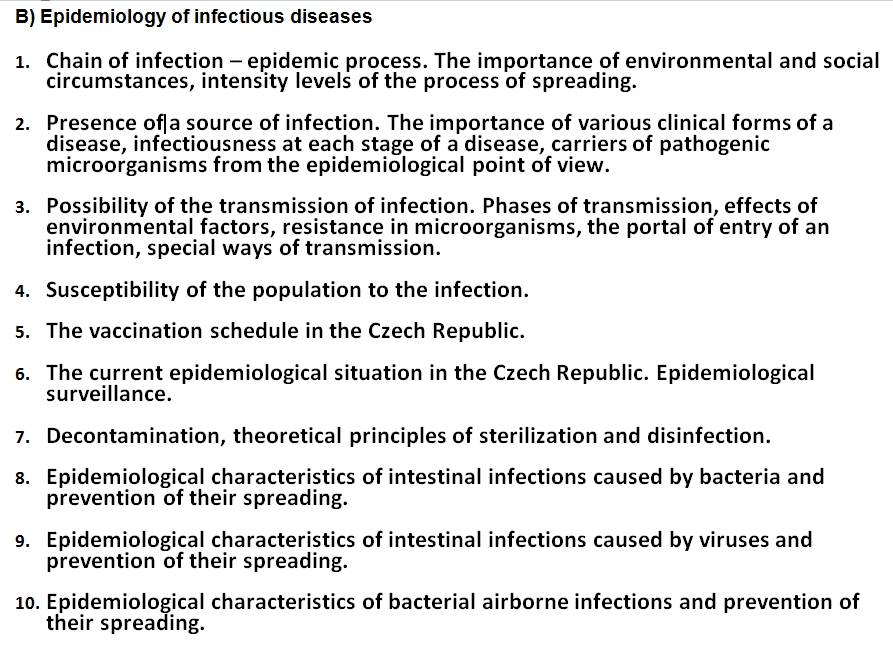 B) Epidemiology of infectious diseases
1. Chain of infection – epidemic process. The importance of environmental and social
circumstances, intensity levels of the process of spreading.
2. Presence of a source of infection. The importance of various clinical forms of a
disease, infectiousness at each stage of a disease, carriers of pathogenic
microorganisms from the epidemiological point of view.
3. Possibility of the transmission of infection. Phases of transmission, effects of
environmental factors, resistance in microorganisms, the portal of entry of an
infection, special ways of transmission.
4. Susceptibility of the population to the infection.
5. The vaccination schedule in the Czech Republic.
6. The current epidemiological situation in the Czech Republic. Epidemiological
surveillance.
7. Decontamination, theoretical principles of sterilization and disinfection.
8. Epidemiological characteristics of intestinal infections caused by bacteria and
prevention of their spreading.
9. Epidemiological characteristics of intestinal infections caused by viruses and
prevention of their spreading.
10. Epidemiological characteristics of bacterial airborne infections and prevention of
their spreading.